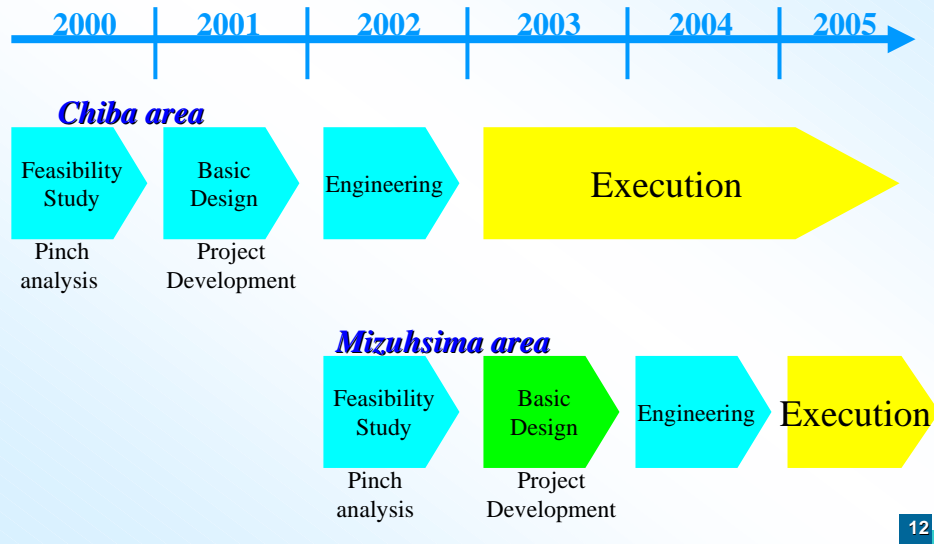 2000 2001 2002 2003 2004 2005
Chiba area
Feasibility
Study
Basic
Design
Engineering
Execution
Pinch
analysis
Project
Development
Mizuhsima area
Feasibility
Study
Basic
Design
Engineering
Execution
Pinch
analysis
Project
Development
12